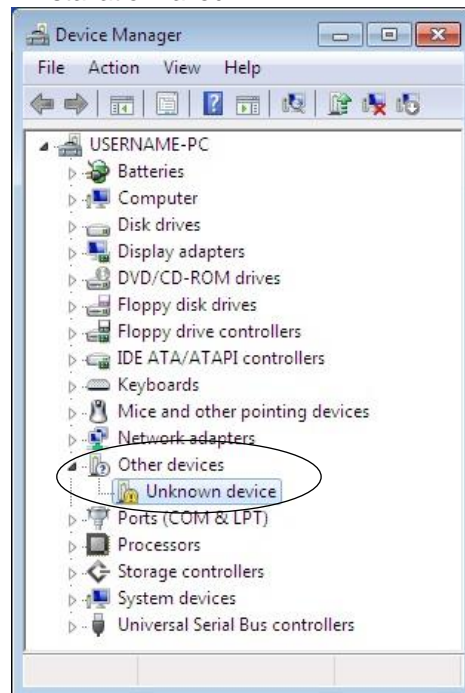 Device Manager
File Action View Help
USERNAME-PC
Batteries
Computer
Disk drives
Display adapters
DVD/CD-ROM drives
Floppy disk drives
Floppy drive controllers
IDE ATA/ATAPI controllers
Keyboards
Mice and other pointing devices
Network adapters
Other devices
Unknown device
Ports (COM & LPT)
Processors
Storage controllers
System devices
Universal Serial Bus controllers